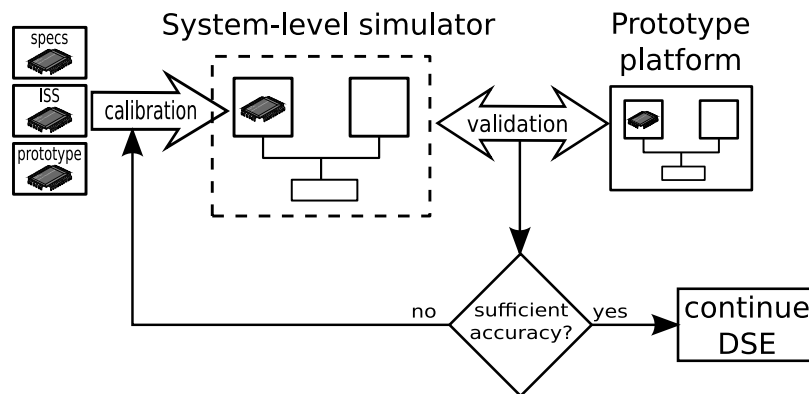 System-level simulator
Prototype
platform
specs
ISS
prototype
calibration
validation
no
sufficient
accuracy?
yes
continue
DSE